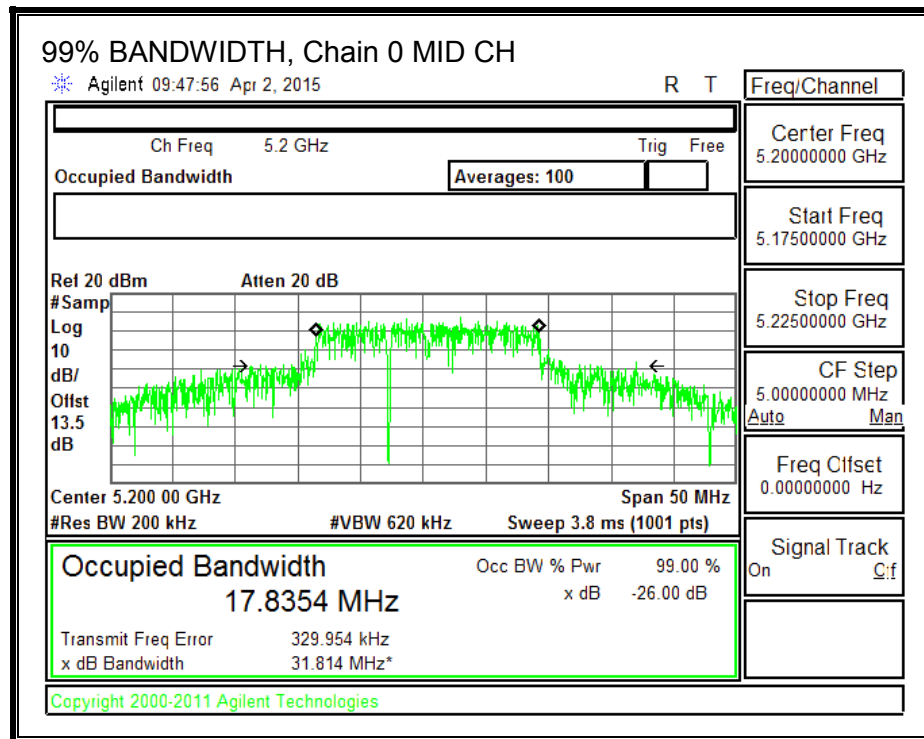 99% BANDWIDTH, Chain 0 MID CH
Agilent 09:47:56 Apr 2, 2015 R T
Freq/Channel
Ch Freq 5.2 GHz Trig Free
Occupied Bandwidth Averages: 100
Center Freq
5.20000000 GHz
Start Freq
5.17500000 GHz
Stop Freq
5.22500000 GHz
CF Step
5.00000000 MHz
Auto Man
Freq Offset
0.00000000 Hz
Signal Track
On Off
Ref 20 dBm Atten 20 dB
#Samp
Log
10
dB/
Offst
13.5
dB
Center 5.200 00 GHz Span 50 MHz
#Res BW 200 kHz #VBW 620 kHz Sweep 3.8 ms (1001 pts)
Occupied Bandwidth Occ BW % Pwr 99.00 %
17.8354 MHz x dB -26.00 dB
Transmit Freq Error 329.954 kHz
x dB Bandwidth 31.814 MHz*
Copyright 2000-2011 Agilent Technologies